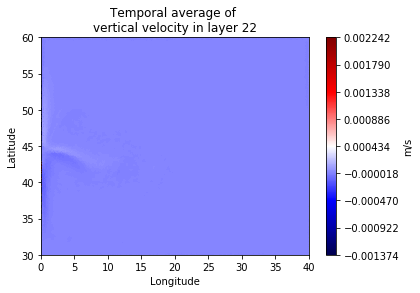 Temporal average of
vertical velocity in layer 22
60
55
50
45
40
35
30
Latitude
0 5 10 15 20 25 30 35 40
Longitude
0.002242
0.001790
0.001338
0.000886
0.000434
−0.000018
−0.000470
−0.000922
−0.001374
m/s